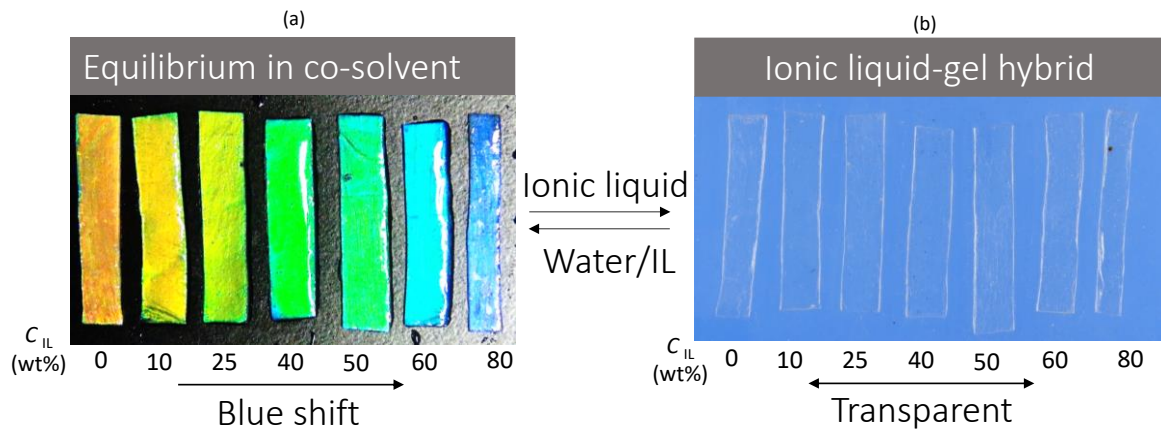 (a)
Equilibrium in co-solvent
C IL
(wt%)
0 10 25 40 50 60 80
Blue shift
Ionic liquid
Water/IL
(b)
Ionic liquid-gel hybrid
C IL
(wt%)
0 10 25 40 50 60 80
Transparent